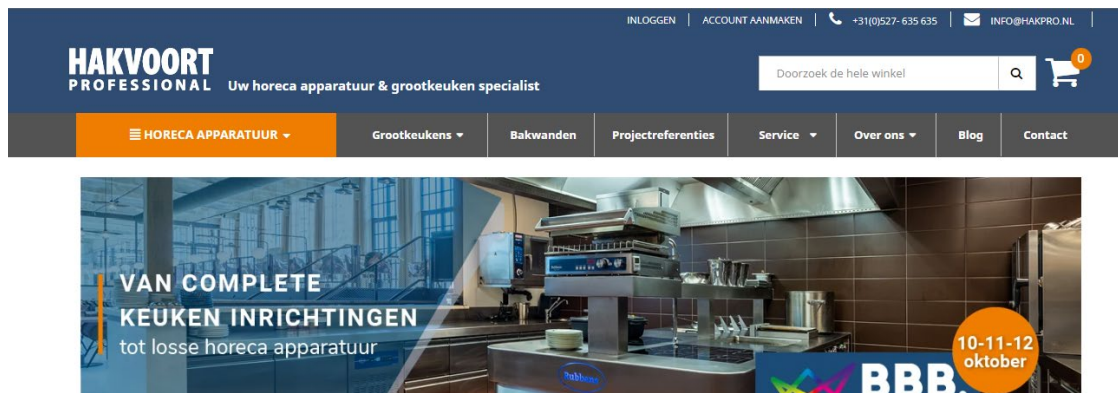 INLOGGEN
ACCOUNT AANMAKEN
+31(0)527- 635 635
INFO@HAKPRO.NL
HAKVOORT
PROFESSIONAL
Uw horeca apparatuur & grootkeuken specialist
Doorzoek de hele winkel
0
HORECA APPARATUUR
Grootkeukens
Bakwanden
Projectreferenties
Service
Over ons
Blog
Contact
VAN COMPLETE
KEUKEN INRICHTINGEN
tot losse horeca apparatuur
Rubbens
10-11-12
oktober
BBB.